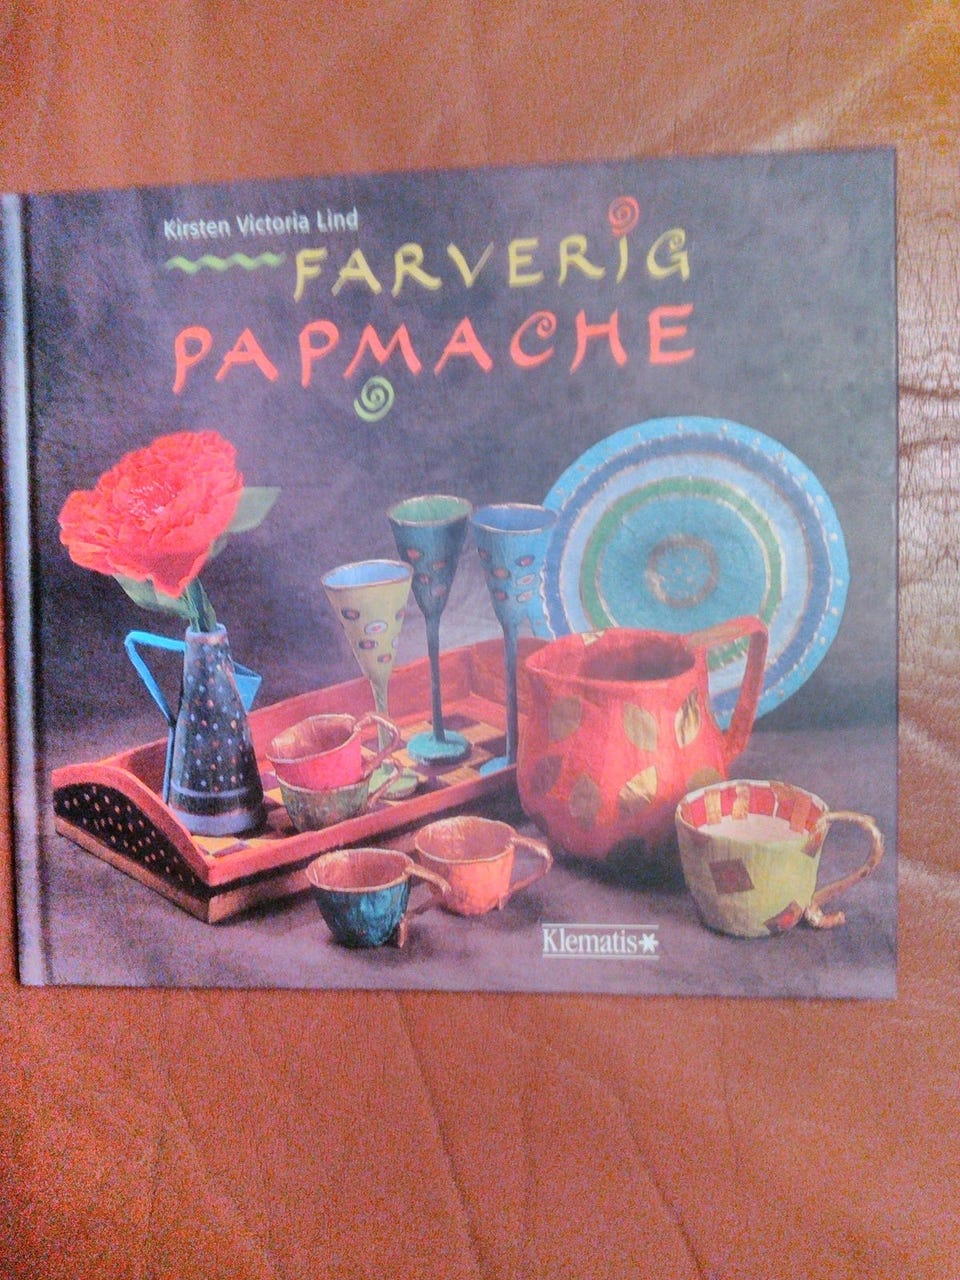 Kirsten Victoria Lind
FARVERIG
PAPMACHE
Klematis